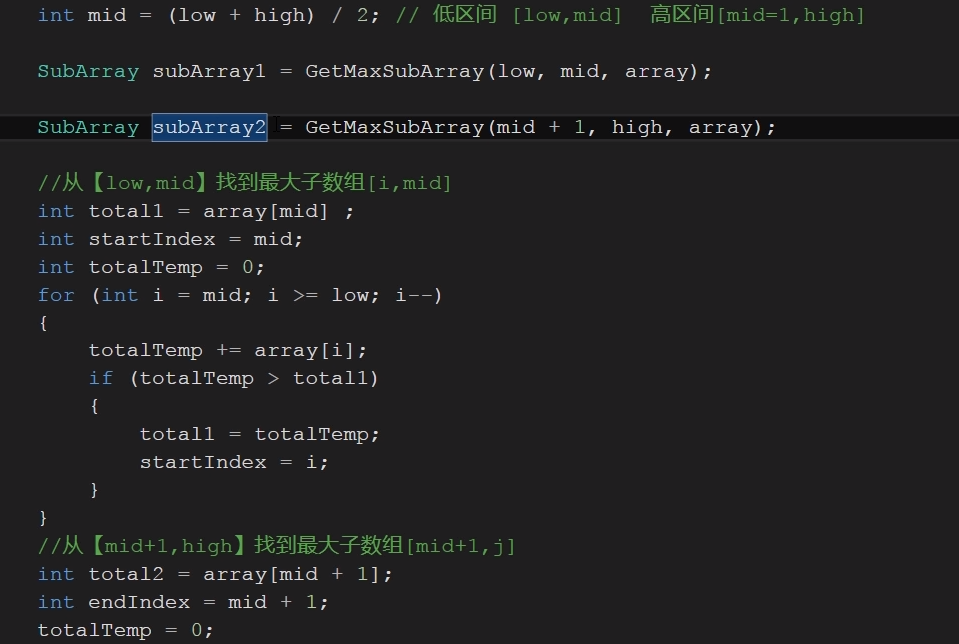 int mid = (low + high) / 2; // 低区间 [low,mid]  高区间[mid=1,high]
SubArray subArray1 = GetMaxSubArray(low, mid, array);
SubArray subArray2 = GetMaxSubArray(mid + 1, high, array);
//从【low,mid】找到最大子数组[i,mid]
int total1 = array[mid] ;
int startIndex = mid;
int totalTemp = 0;
for (int i = mid; i >= low; i--)
{
totalTemp += array[i];
if (totalTemp > total1)
{
total1 = totalTemp;
startIndex = i;
}
}
//从【mid+1,high】找到最大子数组[mid+1,j]
int total2 = array[mid + 1];
int endIndex = mid + 1;
totalTemp = 0;